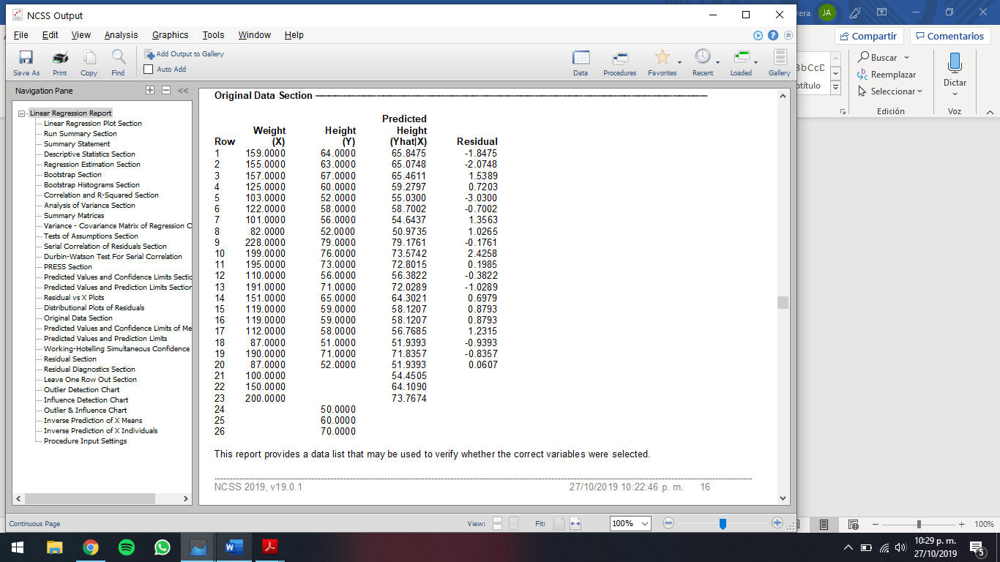 NCSS Output
rera JA
File Edit View Analysis Graphics Tools Window Help
Compartir Comentarios
Save As Print Copy Find Add Output to Gallery
Auto Add
Data Procedures Favorites Recent Loaded Gallery
Buscar
Reemplazar
Seleccionar
Edición
Dictar
Voz
bCcD
btítulo
Navigation Pane <<
Linear Regression Report
Linear Regression Plot Section
Run Summary Section
Summary Statement
Descriptive Statistics Section
Regression Estimation Section
Bootstrap Section
Bootstrap Histograms Section
Correlation and R-Squared Section
Analysis of Variance Section
Summary Matrices
Variance - Covariance Matrix of Regression C
Tests of Assumptions Section
Serial Correlation of Residuals Section
Durbin-Watson Test For Serial Correlation
PRESS Section
Predicted Values and Confidence Limits Sectic
Predicted Values and Prediction Limits Section
Residual vs X Plots
Distributional Plots of Residuals
Original Data Section
Predicted Values and Confidence Limits of Me
Predicted Values and Prediction Limits
Working-Hotelling Simultaneous Confidence
Residual Section
Residual Diagnostics Section
Leave One Row Out Section
Outlier Detection Chart
Influence Detection Chart
Outlier & Influence Chart
Inverse Prediction of X Means
Inverse Prediction of X Individuals
Procedure Input Settings
Original Data Section
Predicted
Weight Height Height
Row (X) (Y) (Yhat|X) Residual
1 159.0000 64.0000 65.8475 -1.8475
2 155.0000 63.0000 65.0748 -2.0748
3 157.0000 67.0000 65.4611 1.5389
4 125.0000 60.0000 59.2797 0.7203
5 103.0000 52.0000 55.0300 -3.0300
6 122.0000 58.0000 58.7002 -0.7002
7 101.0000 56.0000 54.6437 1.3563
8 82.0000 52.0000 50.9735 1.0265
9 228.0000 79.0000 79.1761 -0.1761
10 199.0000 76.0000 73.5742 2.4258
11 195.0000 73.0000 72.8015 0.1985
12 110.0000 56.0000 56.3822 -0.3822
13 191.0000 71.0000 72.0289 -1.0289
14 151.0000 65.0000 64.3021 0.6979
15 119.0000 59.0000 58.1207 0.8793
16 119.0000 59.0000 58.1207 0.8793
17 112.0000 58.0000 56.7685 1.2315
18 87.0000 51.0000 51.9393 -0.9393
19 190.0000 71.0000 71.8357 -0.8357
20 87.0000 52.0000 51.9393 0.0607
21 100.0000 54.4505
22 150.0000 64.1090
23 200.0000 73.7674
24 50.0000
25 60.0000
26 70.0000
This report provides a data list that may be used to verify whether the correct variables were selected.
NCSS 2019, v19.0.1 27/10/2019 10:22:46 p. m. 16
Continuous Page View: Fit: 100%
100%
10:29 p. m.
27/10/2019
5